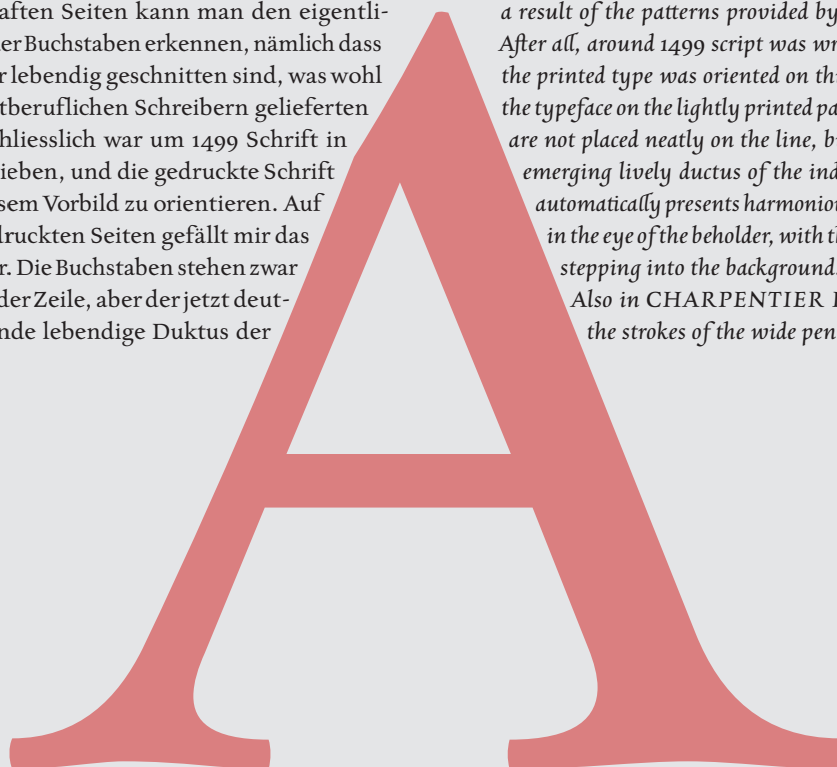 aften Seiten kann man den eigentli-
er Buchstaben erkennen, nämlich dass
r lebendig geschnitten sind, was wohl
tberuflichen Schreibern gelieferten
hliesslich war um 1499 Schrift in
ieben, und die gedruckte Schrift
sem Vorbild zu orientieren. Auf
druckten Seiten gefällt mir das
r. Die Buchstaben stehen zwar
der Zeile, aber der jetzt deut-
nde lebendige Duktus der
a result of the patterns provided by
After all, around 1499 script was wr
the printed type was oriented on th
the typeface on the lightly printed pa
are not placed neatly on the line, b
emerging lively ductus of the ind
automatically presents harmoniou
in the eye of the beholder, with th
stepping into the background.
Also in CHARPENTIER
the strokes of the wide pen
A